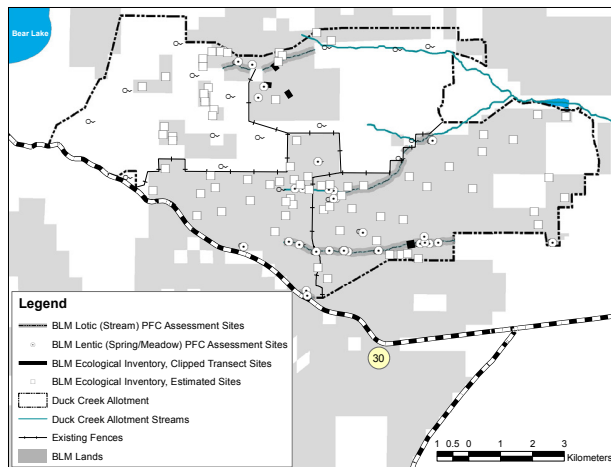 Bear Lake
Legend
BLM Lotic (Stream) PFC Assessment Sites
BLM Lentic (Spring/Meadow) PFC Assessment Sites
BLM Ecological Inventory, Clipped Transect Sites
BLM Ecological Inventory, Estimated Sites
Duck Creek Allotment
Duck Creek Allotment Streams
Existing Fences
BLM Lands
30
1 0.5 0 1 2 3
Kilometers